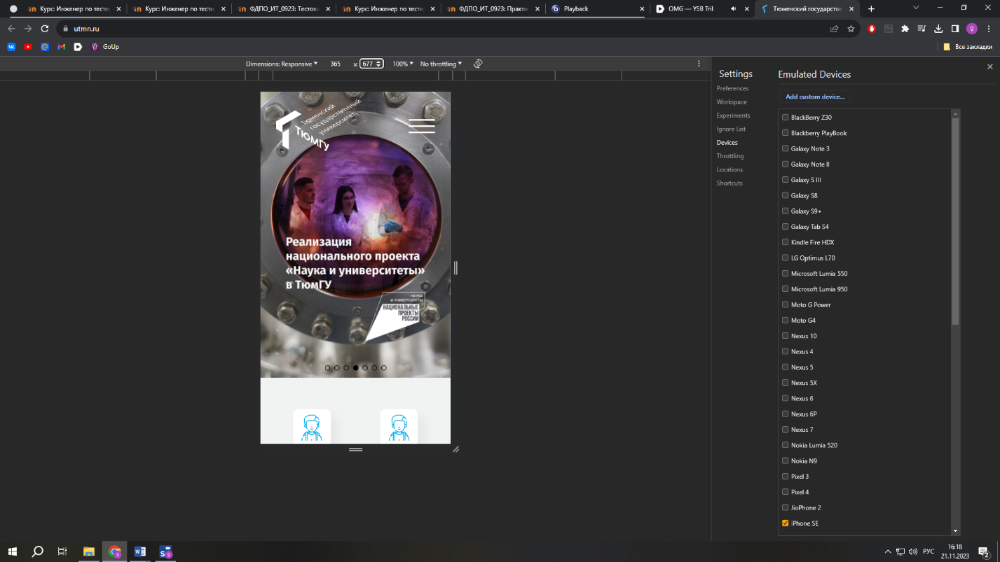 Курс: Инженер по тести
Курс: Инженер по тести
ФДПО_ИТ_0923: Тестова
Курс: Инженер по тести
ФДПО_ИТ_0923: Практи
Playback
OMG — YSB Tril
Тюменский государстве
utmn.ru
g
GoUp
Все закладки
Dimensions: Responsive
365
x
677
100%
No throttling
Тюменский
государственный
университет
ТюмГУ
Реализация
национального проекта
«Наука и университеты»
в ТюмГУ
НАУКА
И УНИВЕРСИТЕТЫ
НАЦИОНАЛЬНЫЕ
ПРОЕКТЫ
РОССИИ
Settings
Preferences
Workspace
Experiments
Ignore List
Devices
Throttling
Locations
Shortcuts
Emulated Devices
Add custom device...
BlackBerry Z30
Blackberry PlayBook
Galaxy Note 3
Galaxy Note II
Galaxy S III
Galaxy S8
Galaxy S9+
Galaxy Tab S4
Kindle Fire HDX
LG Optimus L70
Microsoft Lumia 550
Microsoft Lumia 950
Moto G Power
Moto G4
Nexus 10
Nexus 4
Nexus 5
Nexus 5X
Nexus 6
Nexus 6P
Nexus 7
Nokia Lumia 520
Nokia N9
Pixel 3
Pixel 4
JioPhone 2
iPhone SE
РУС
16:18
21.11.2023
2